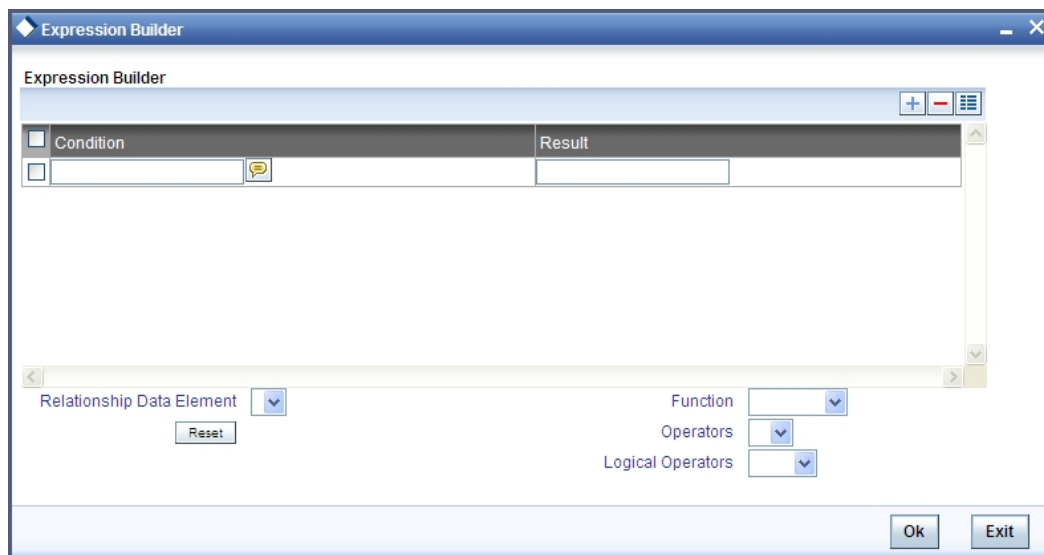 Expression Builder
Expression Builder
Condition Result
Relationship Data Element Function
Reset Operators
Logical Operators
Ok Exit